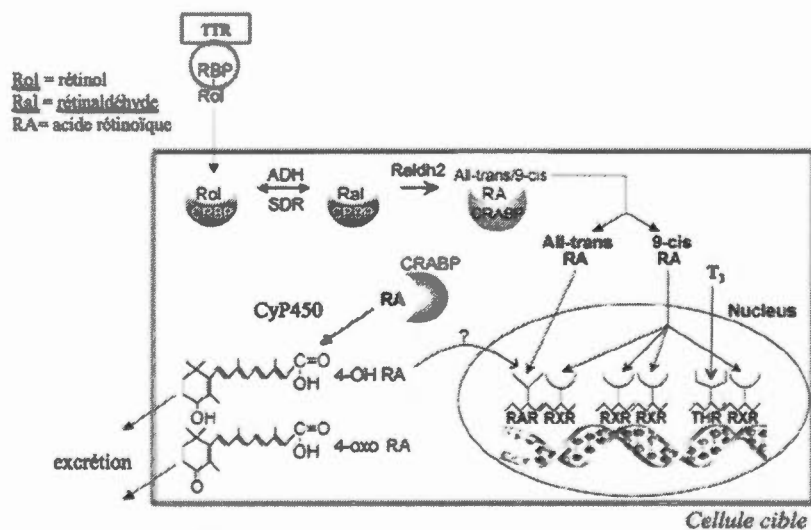 TTR
RBP
Rol
Rol = rétinol
Ral = rétinaldéhyde
RA= acide rétinoïque
Rol
CRBP
ADH
SDR
Ral
CRBP
Raldh2
All-trans/9-cis
RA
CRABP
All-trans
RA
9-cis
RA
T3
Nucleus
CRABP
RA
CyP450
?
C=O
OH
4-OH RA
OH
C=O
OH
4-oxo RA
O
excrétion
RAR RXR
RXR RXR
THR RXR
Cellule cible